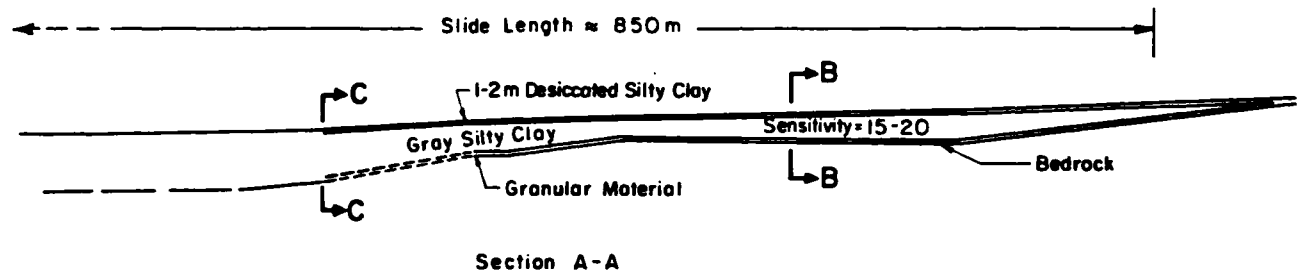 Slide Length ≈ 850m
C
B
1-2m Desiccated Silty Clay
Sensitivity = 15-20
Gray Silty Clay
Bedrock
B
Granular Material
C
Section A-A